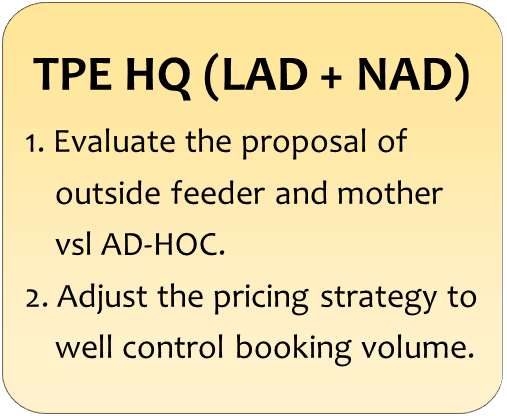 TPE HQ (LAD + NAD)
1. Evaluate the proposal of
outside feeder and mother
vsl AD-HOC.
2. Adjust the pricing strategy to
well control booking volume.